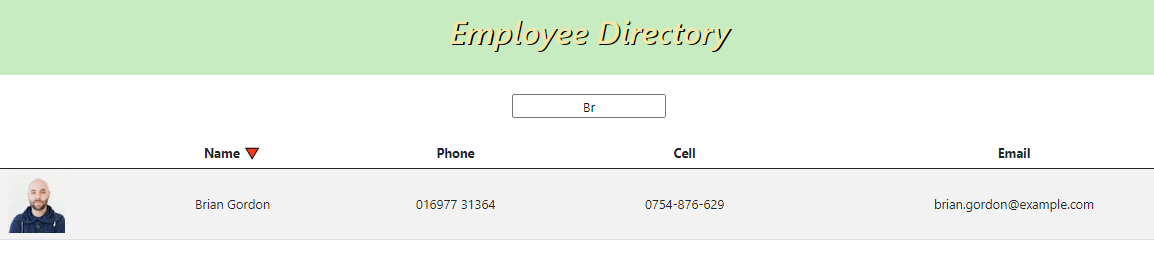 Employee Directory
Br
Name Phone Cell Email
Brian Gordon 016977 31364 0754-876-629 brian.gordon@example.com